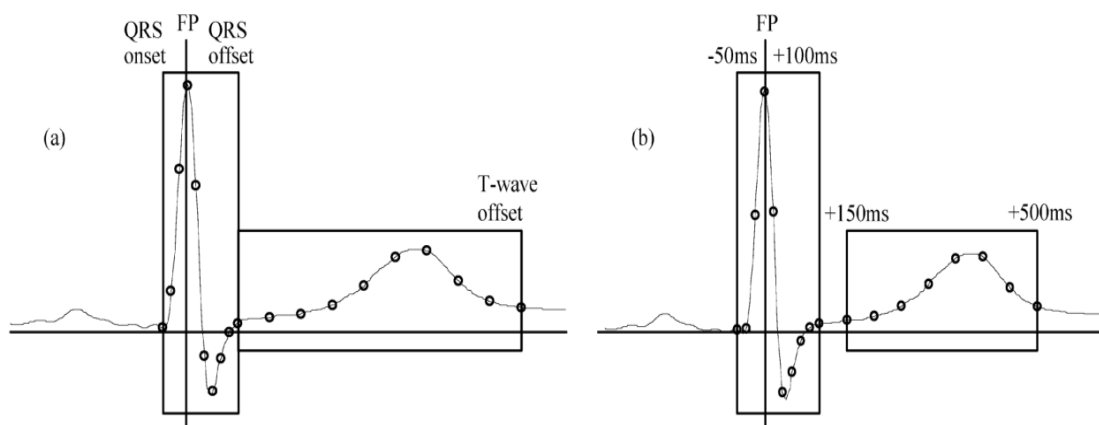 QRS
onset
FP
QRS
offset
(a)
T-wave
offset
FP
-50ms
+100ms
(b)
+150ms
+500ms